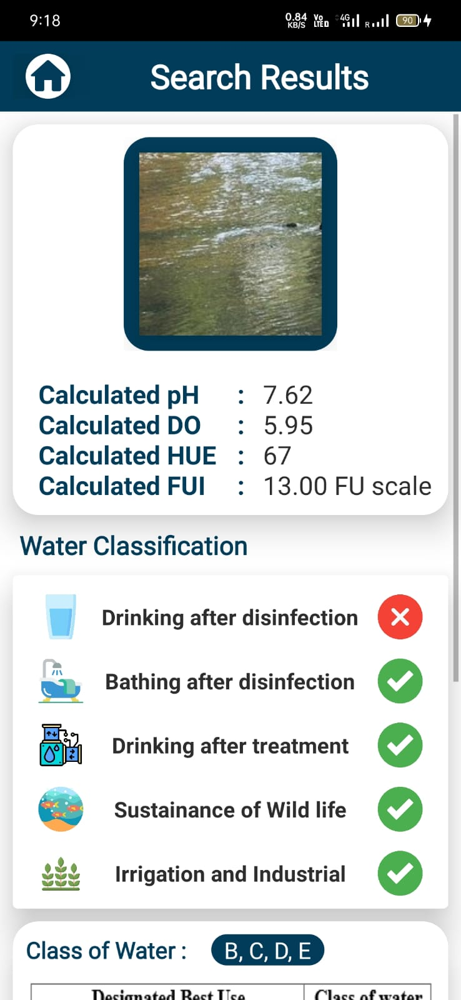 9:18
0.84 KB/S Vo LTE D 4G R 90
Search Results
Calculated pH : 7.62
Calculated DO : 5.95
Calculated HUE : 67
Calculated FUI : 13.00 FU scale
Water Classification
Drinking after disinfection
Bathing after disinfection
Drinking after treatment
Sustainance of Wild life
Irrigation and Industrial
Class of Water : B, C, D, E
Designated Best Use Class of water